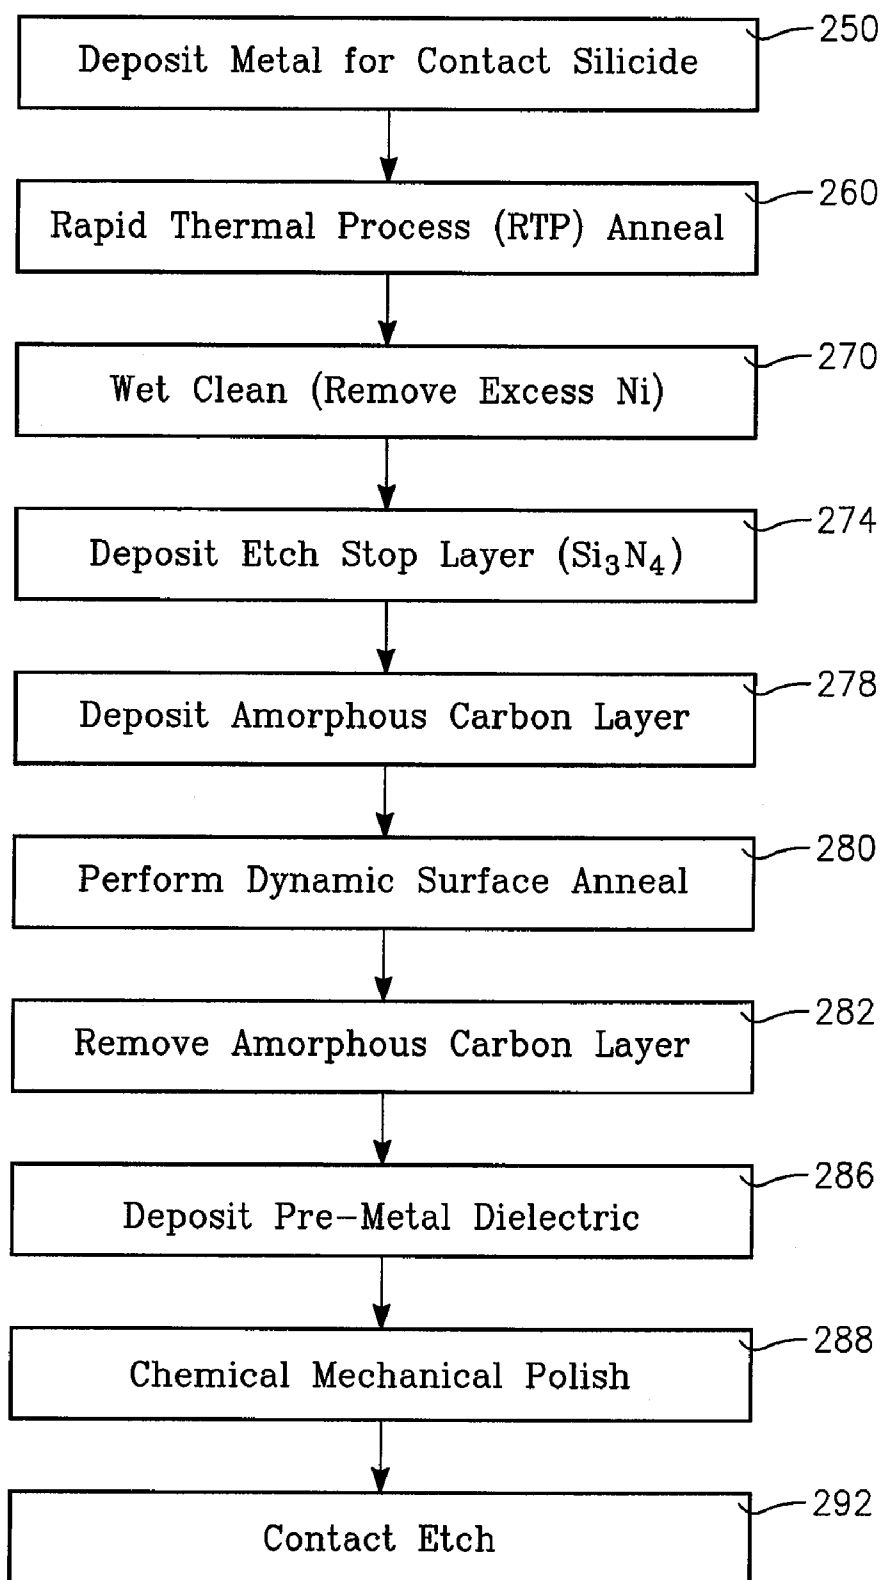 Deposit Metal for Contact Silicide 250
Rapid Thermal Process (RTP) Anneal 260
Wet Clean (Remove Excess Ni) 270
Deposit Etch Stop Layer (Si₃N₄) 274
Deposit Amorphous Carbon Layer 278
Perform Dynamic Surface Anneal 280
Remove Amorphous Carbon Layer 282
Deposit Pre-Metal Dielectric 286
Chemical Mechanical Polish 288
Contact Etch 292